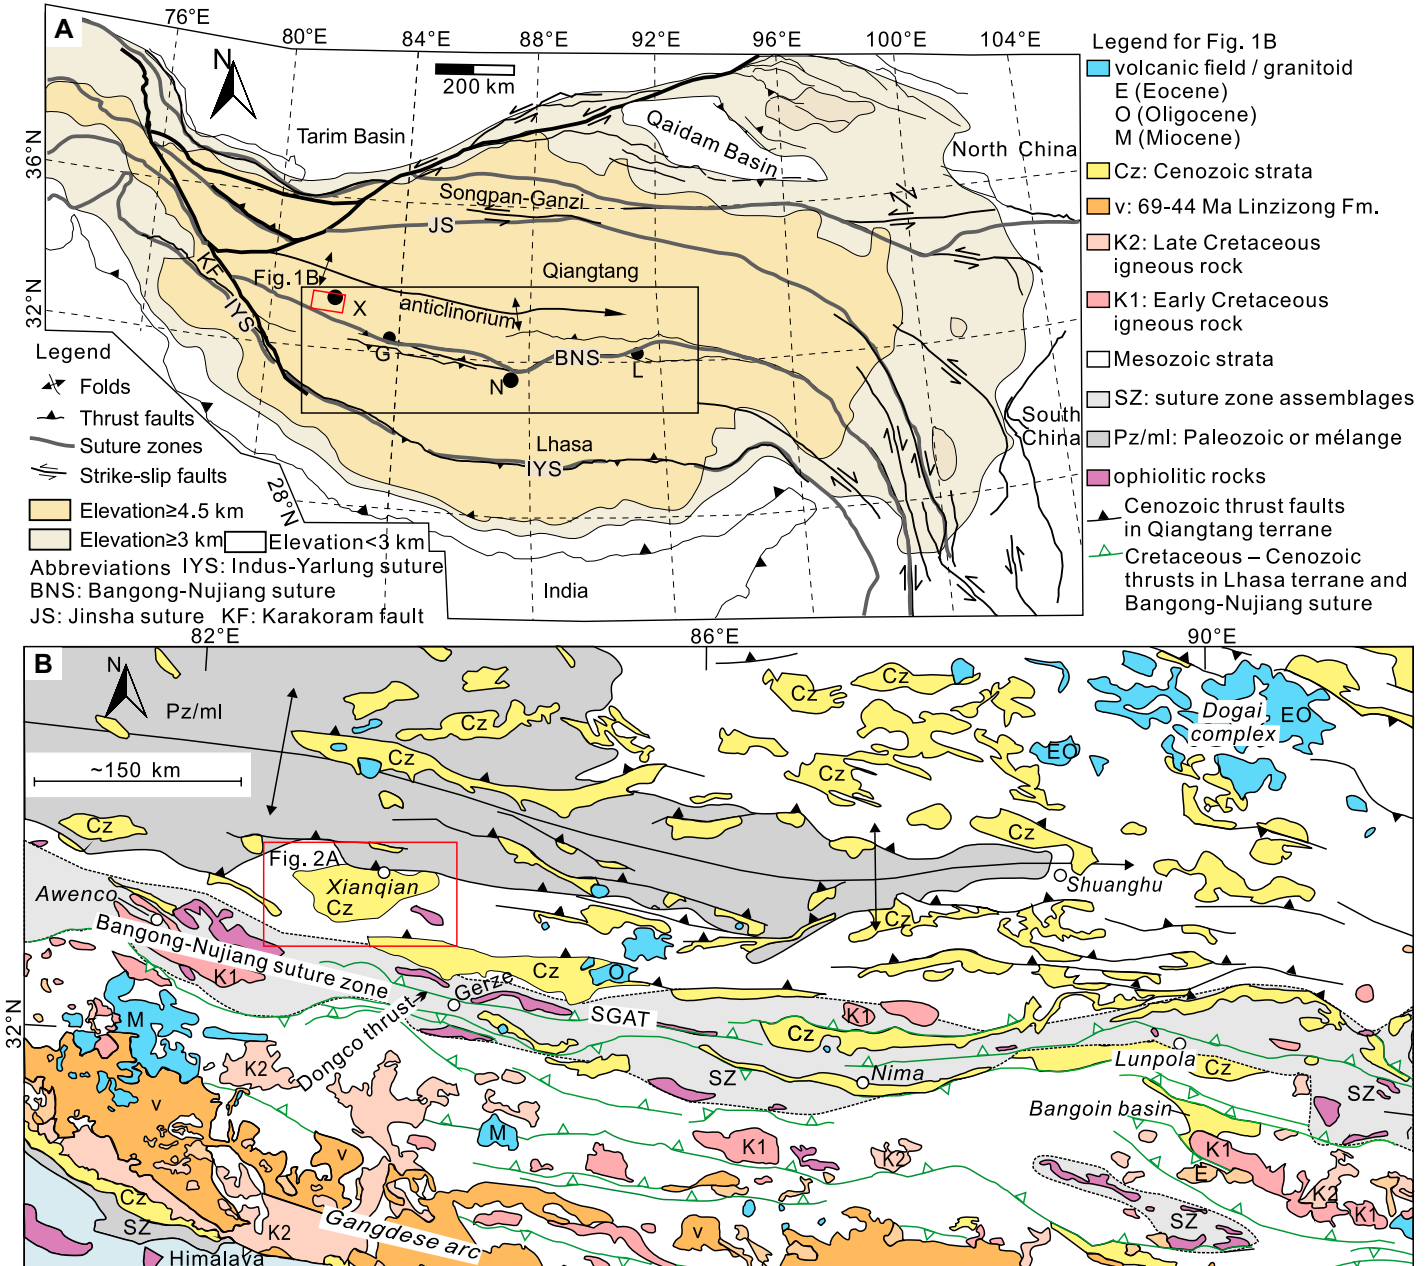 A
76°E
80°E
84°E
88°E
92°E
96°E
100°E
104°E
N
200 km
36°N
32°N
28°N
Tarim Basin
Qaidam Basin
North China
Songpan-Ganzi
JS
KF
Fig. 1B
Qiangtang
X
anticlinorium
IYS
G
BNS
L
N
Lhasa
IYS
South
China
India
Legend
Folds
Thrust faults
Suture zones
Strike-slip faults
Elevation≥4.5 km
Elevation≥3 km
Elevation<3 km
Abbreviations IYS: Indus-Yarlung suture
BNS: Bangong-Nujiang suture
JS: Jinsha suture KF: Karakoram fault
Legend for Fig. 1B
volcanic field / granitoid
E (Eocene)
O (Oligocene)
M (Miocene)
Cz: Cenozoic strata
v: 69-44 Ma Linzizong Fm.
K2: Late Cretaceous
igneous rock
K1: Early Cretaceous
igneous rock
Mesozoic strata
SZ: suture zone assemblages
Pz/ml: Paleozoic or mélange
ophiolitic rocks
Cenozoic thrust faults
in Qiangtang terrane
Cretaceous – Cenozoic
thrusts in Lhasa terrane and
Bangong-Nujiang suture
82°E
86°E
90°E
B
N
Pz/ml
~150 km
32°N
Cz
Cz
Cz
Cz
Cz
Dogai
complex
EO
EO
Cz
Cz
Fig. 2A
Xianqian
Cz
Shuanghu
Awenco
Cz
Bangong-Nujiang suture zone
K1
Cz
O
Gerze
Dongco thrust
SGAT
K1
M
Cz
Lunpola
Cz
K2
SZ
Nima
SZ
v
Bangoin basin
M
K1
K2
K1
v
E
K2
K1
Cz
SZ
K2
Gangdese arc
v
SZ
Himalaya